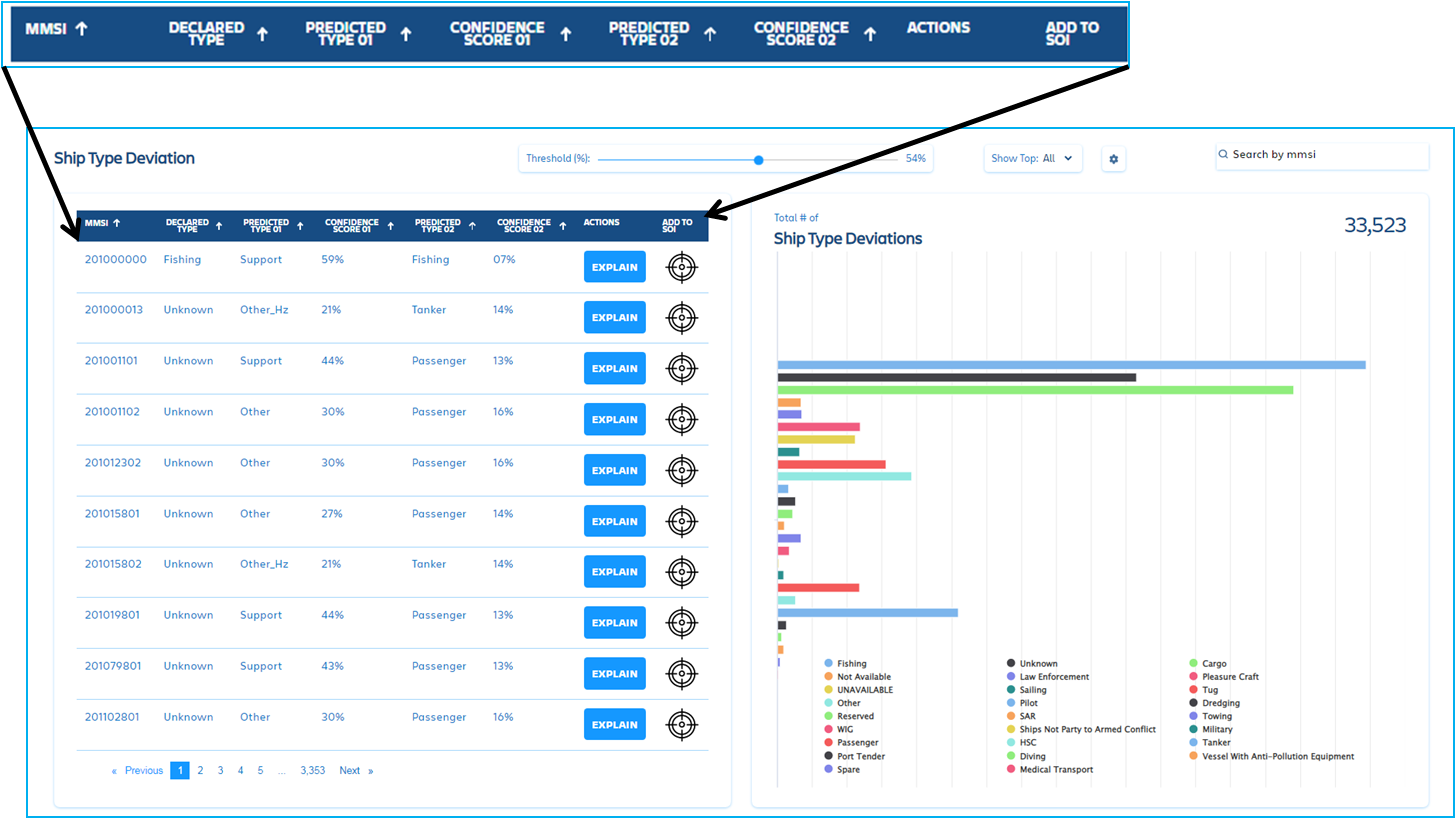 MMSI ↑ DECLARED TYPE ↑ PREDICTED TYPE 01 ↑ CONFIDENCE SCORE 01 ↑ PREDICTED TYPE 02 ↑ CONFIDENCE SCORE 02 ↑ ACTIONS ADD TO SOI
Ship Type Deviation
Threshold (%): 54%
Show Top: All
Search by mmsi
MMSI ↑ DECLARED TYPE ↑ PREDICTED TYPE 01 ↑ CONFIDENCE SCORE 01 ↑ PREDICTED TYPE 02 ↑ CONFIDENCE SCORE 02 ↑ ACTIONS ADD TO SOI
201000000 Fishing Support 59% Fishing 07% EXPLAIN
201000013 Unknown Other_Hz 21% Tanker 14% EXPLAIN
201001101 Unknown Support 44% Passenger 13% EXPLAIN
201001102 Unknown Other 30% Passenger 16% EXPLAIN
201012302 Unknown Other 30% Passenger 16% EXPLAIN
201015801 Unknown Other 27% Passenger 14% EXPLAIN
201015802 Unknown Other_Hz 21% Tanker 14% EXPLAIN
201019801 Unknown Support 44% Passenger 13% EXPLAIN
201079801 Unknown Support 43% Passenger 13% EXPLAIN
201102801 Unknown Other 30% Passenger 16% EXPLAIN
« Previous 1 2 3 4 5 ... 3,353 Next »
Total # of
Ship Type Deviations
33,523
Fishing Unknown Cargo
Not Available Law Enforcement Pleasure Craft
UNAVAILABLE Sailing Tug
Other Pilot Dredging
Reserved SAR Towing
WIG Ships Not Party to Armed Conflict Military
Passenger HSC Tanker
Port Tender Diving Vessel With Anti-Pollution Equipment
Spare Medical Transport